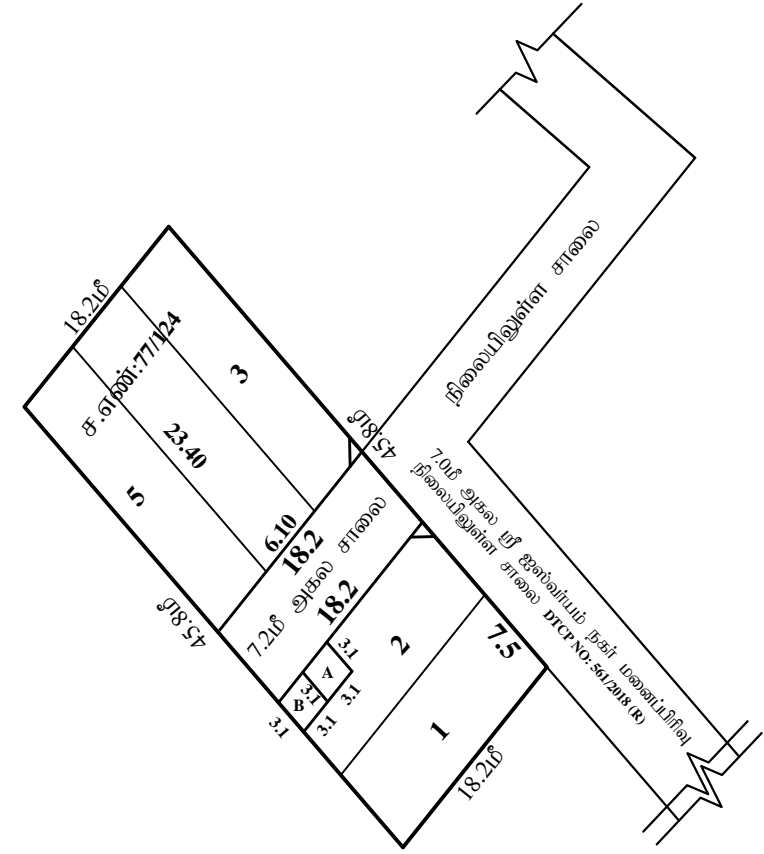 18.2மீ
ச.எண்:77/124
3
23.40
5
6.10
18.2
45.8மீ
நிலையிலுள்ள சாலை
7.2மீ அகல சாலை
18.2
7.0மீ அகல ஸ்ரீ ஐஸ்வர்யம் நகர் மனைப்பிரிவு
நிலையிலுள்ள சாலை DTCP NO: 561/2018 (R)
45.8மீ
2
7.5
3.1
A
3.1
B
3.1
3.1
3.1
1
18.2மீ